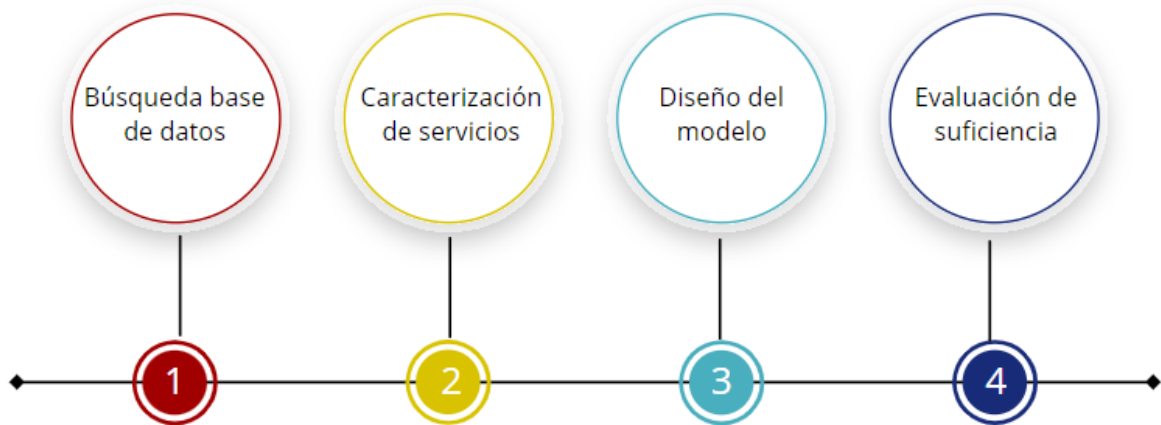 Búsqueda base
de datos
Caracterización
de servicios
Diseño del
modelo
Evaluación de
suficiencia
1
2
3
4